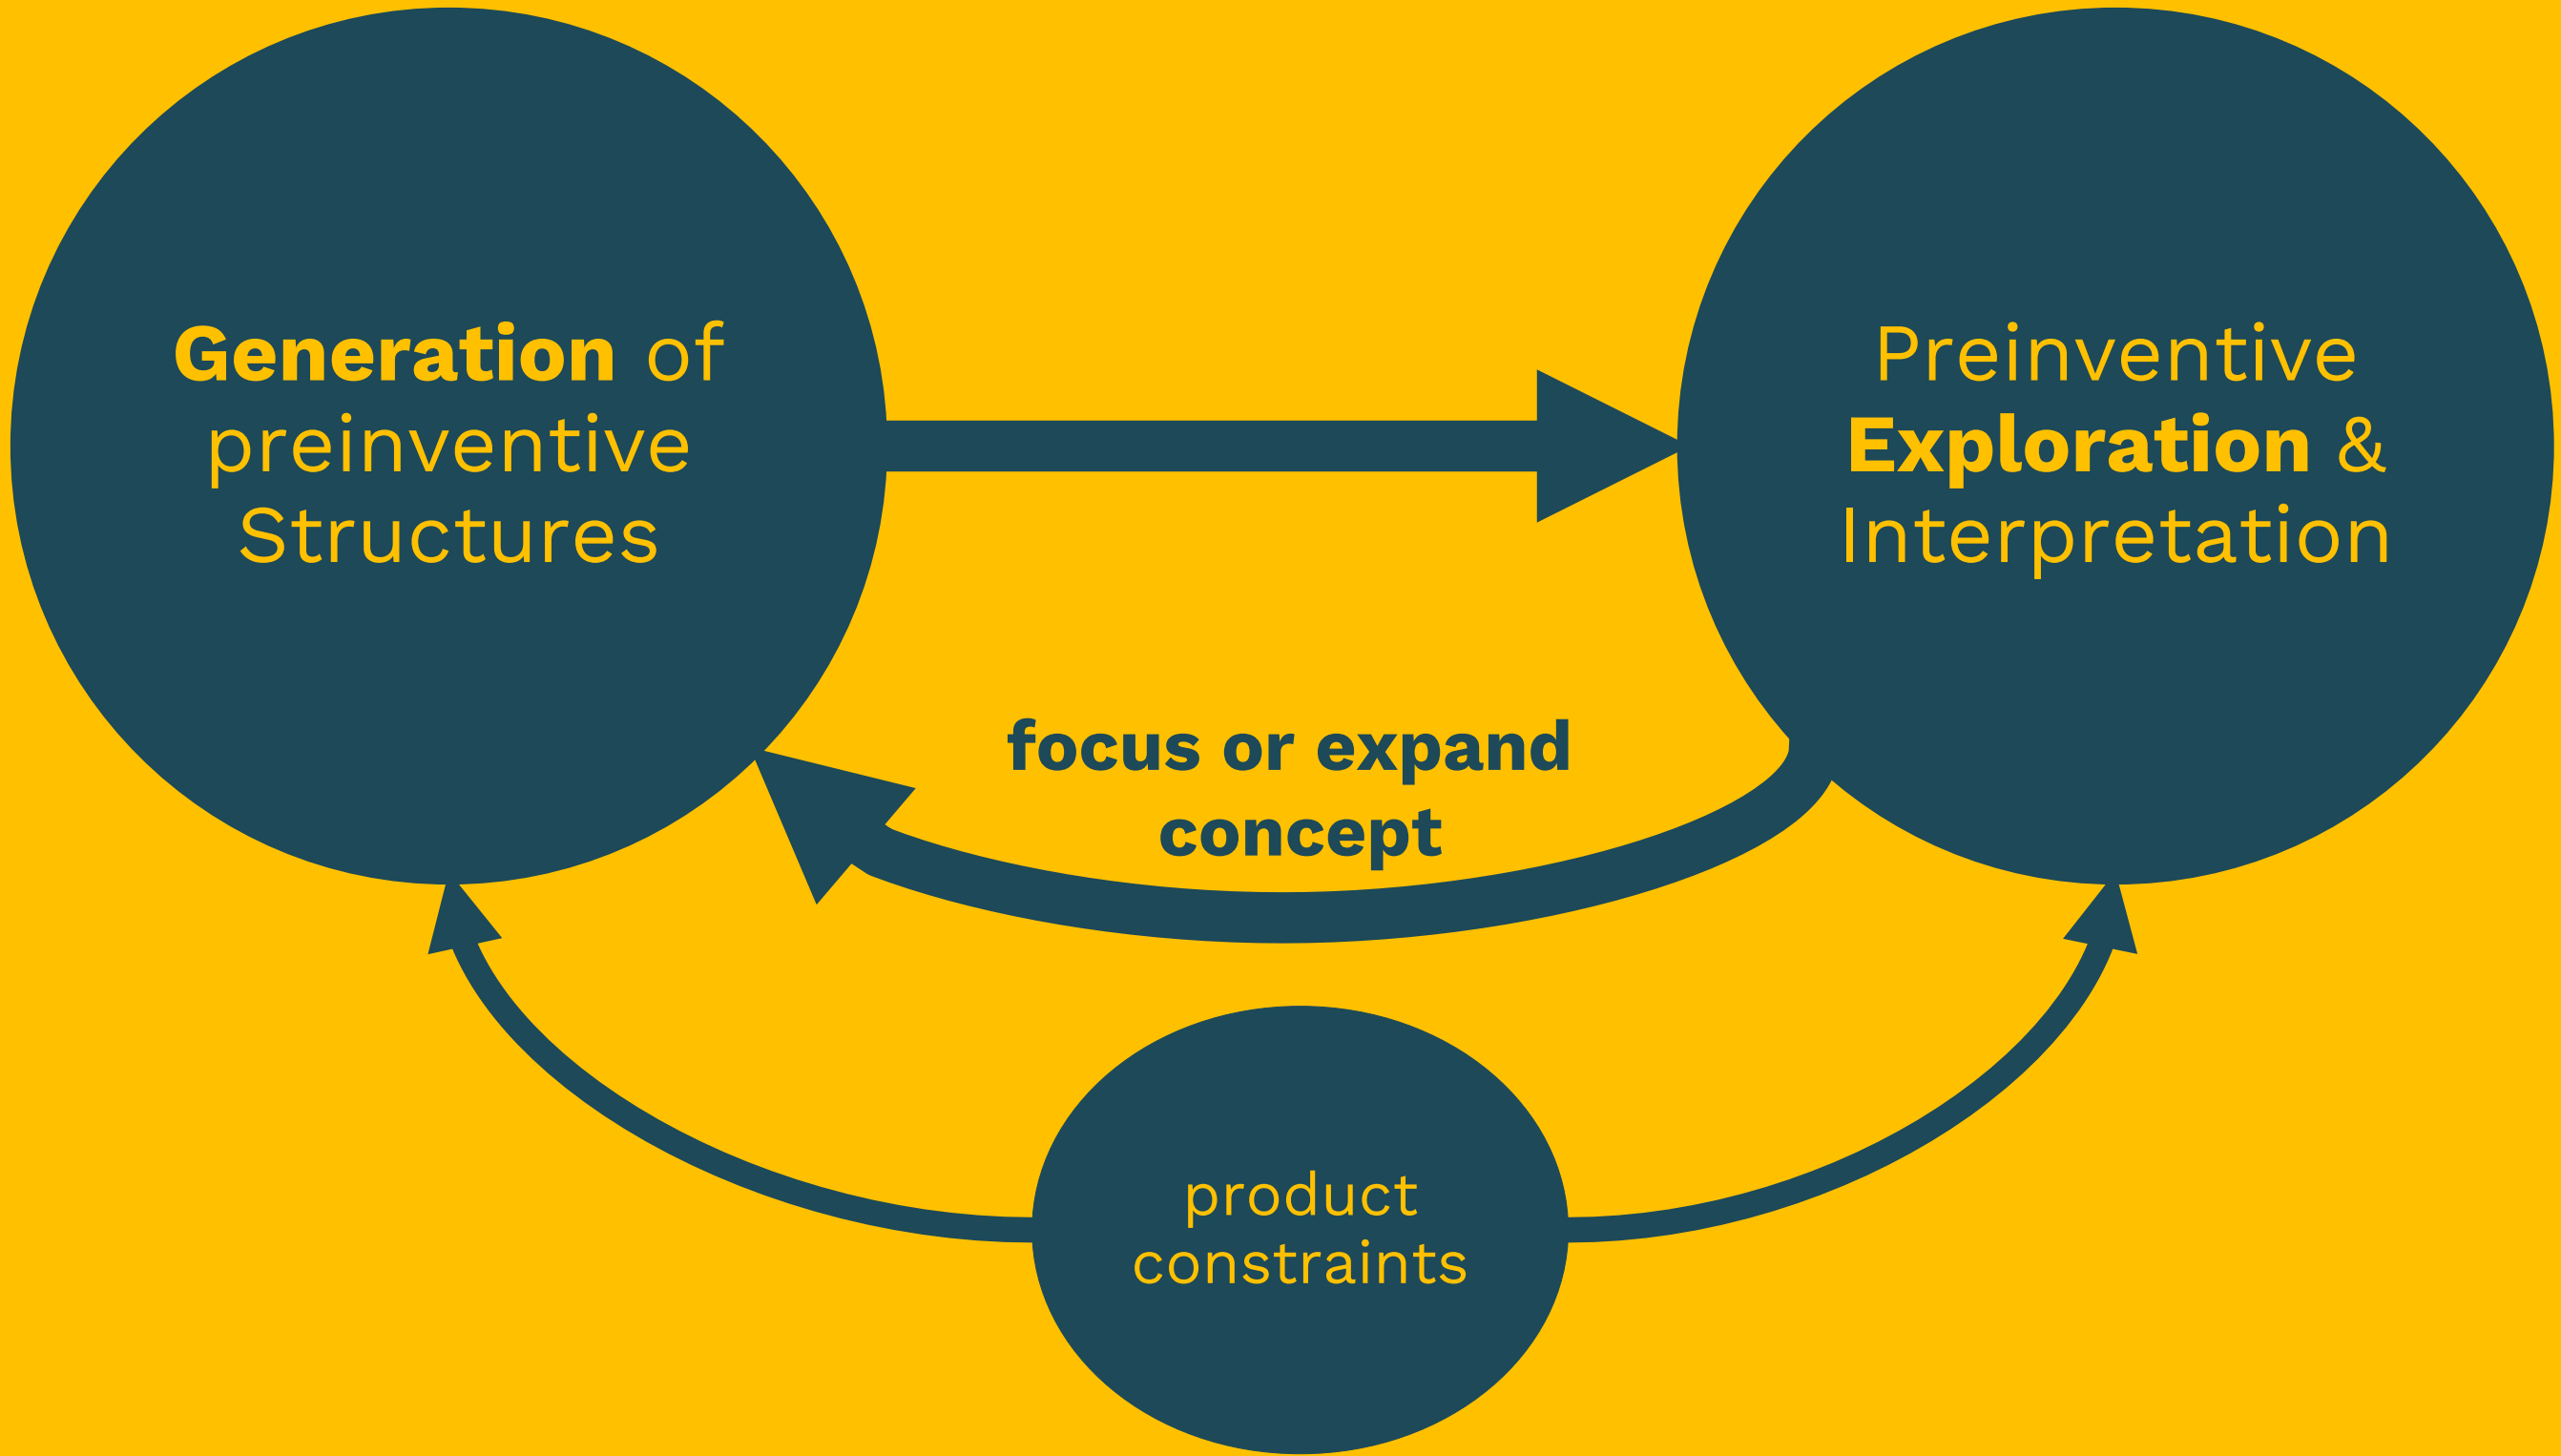 Generation of
preinventive
Structures
Preinventive
Exploration &
Interpretation
focus or expand
concept
product
constraints